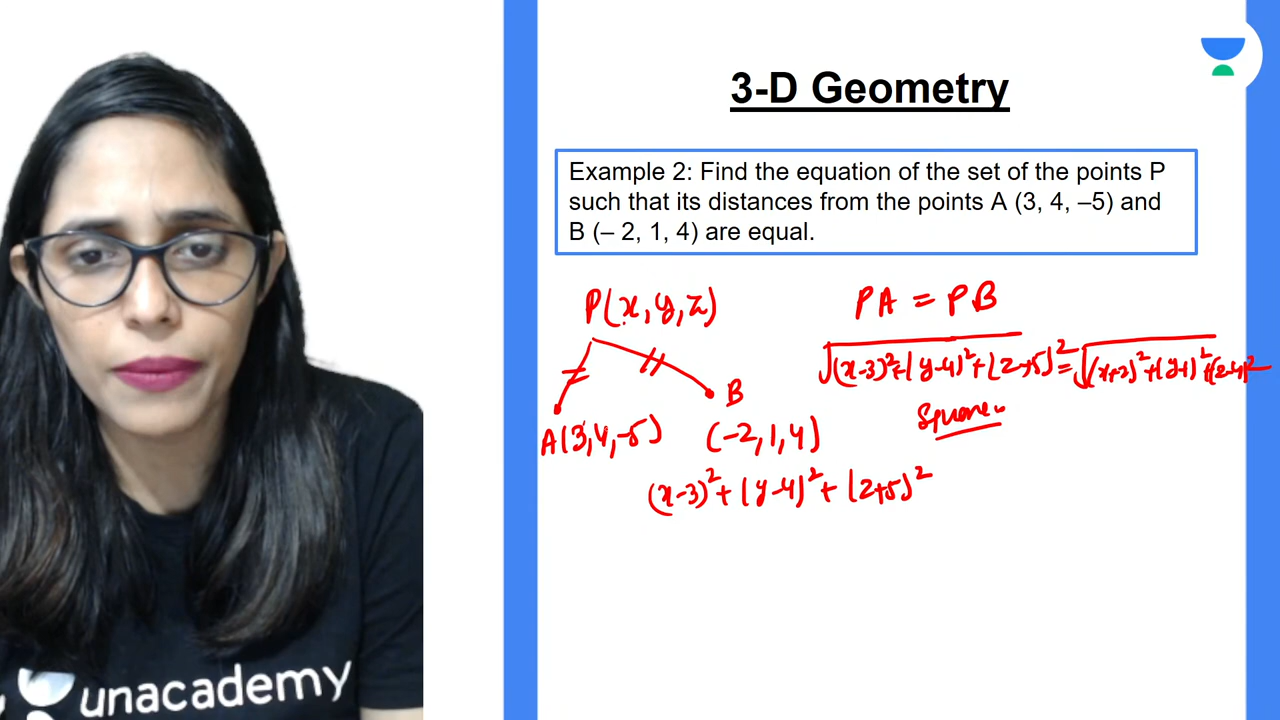 3-D Geometry
Example 2: Find the equation of the set of the points P
such that its distances from the points A (3, 4, –5) and
B (– 2, 1, 4) are equal.
P(x, y, z)
PA = PB
√(x-3)²+(y-4)²+(z+5)² = √(x+2)²+(y-1)²+(z-4)²
B
Square
A(3,4,-5) (-2,1,4)
(x-3)²+(y-4)²+(z+5)²
unacademy